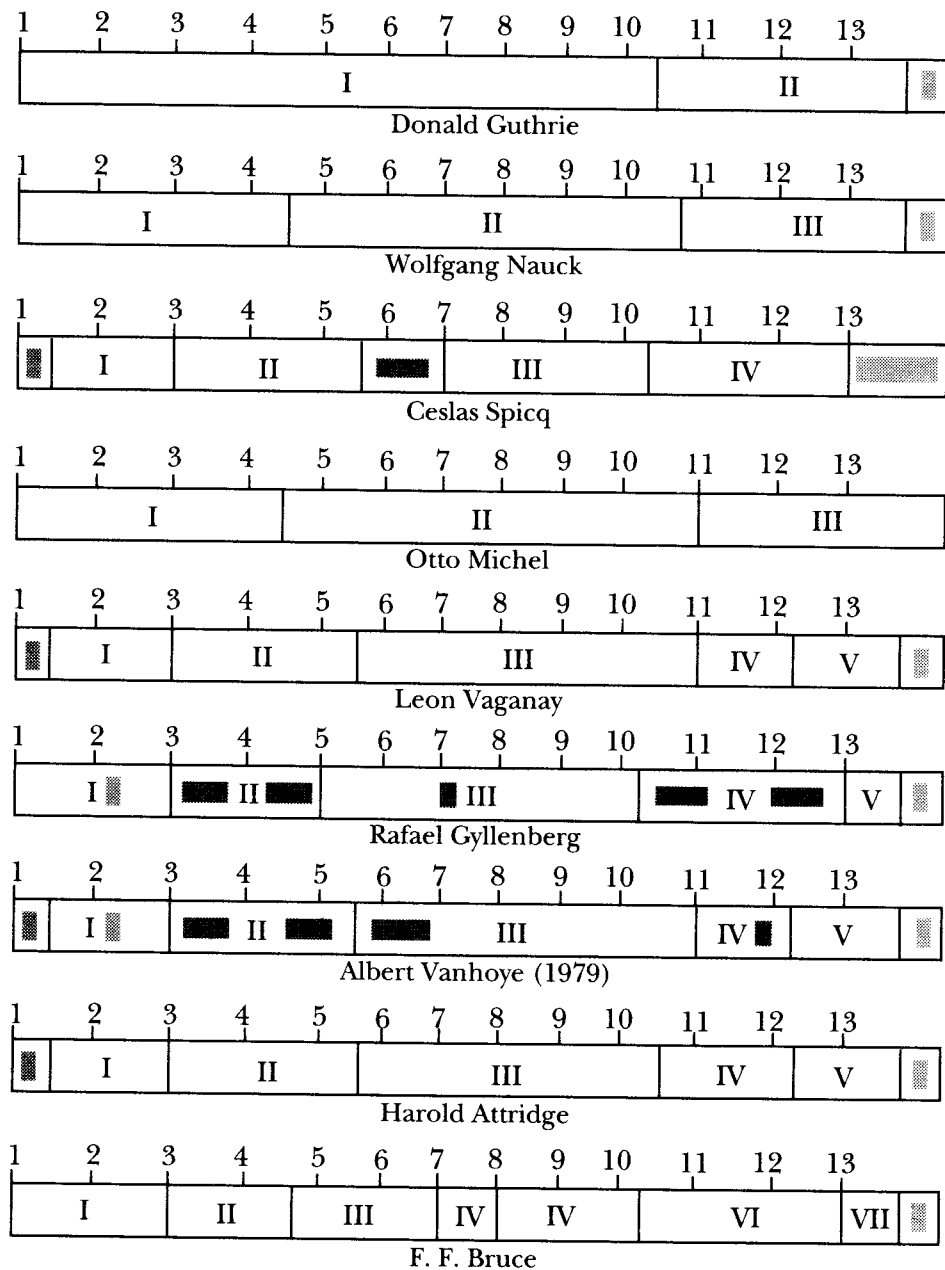 1 2 3 4 5 6 7 8 9 10 11 12 13
I II
Donald Guthrie
1 2 3 4 5 6 7 8 9 10 11 12 13
I II III
Wolfgang Nauck
1 2 3 4 5 6 7 8 9 10 11 12 13
I II III IV
Ceslas Spicq
1 2 3 4 5 6 7 8 9 10 11 12 13
I II III
Otto Michel
1 2 3 4 5 6 7 8 9 10 11 12 13
I II III IV V
Leon Vaganay
1 2 3 4 5 6 7 8 9 10 11 12 13
I II III IV V
Rafael Gyllenberg
1 2 3 4 5 6 7 8 9 10 11 12 13
I II III IV V
Albert Vanhoye (1979)
1 2 3 4 5 6 7 8 9 10 11 12 13
I II III IV V
Harold Attridge
1 2 3 4 5 6 7 8 9 10 11 12 13
I II III IV IV VI VII
F. F. Bruce